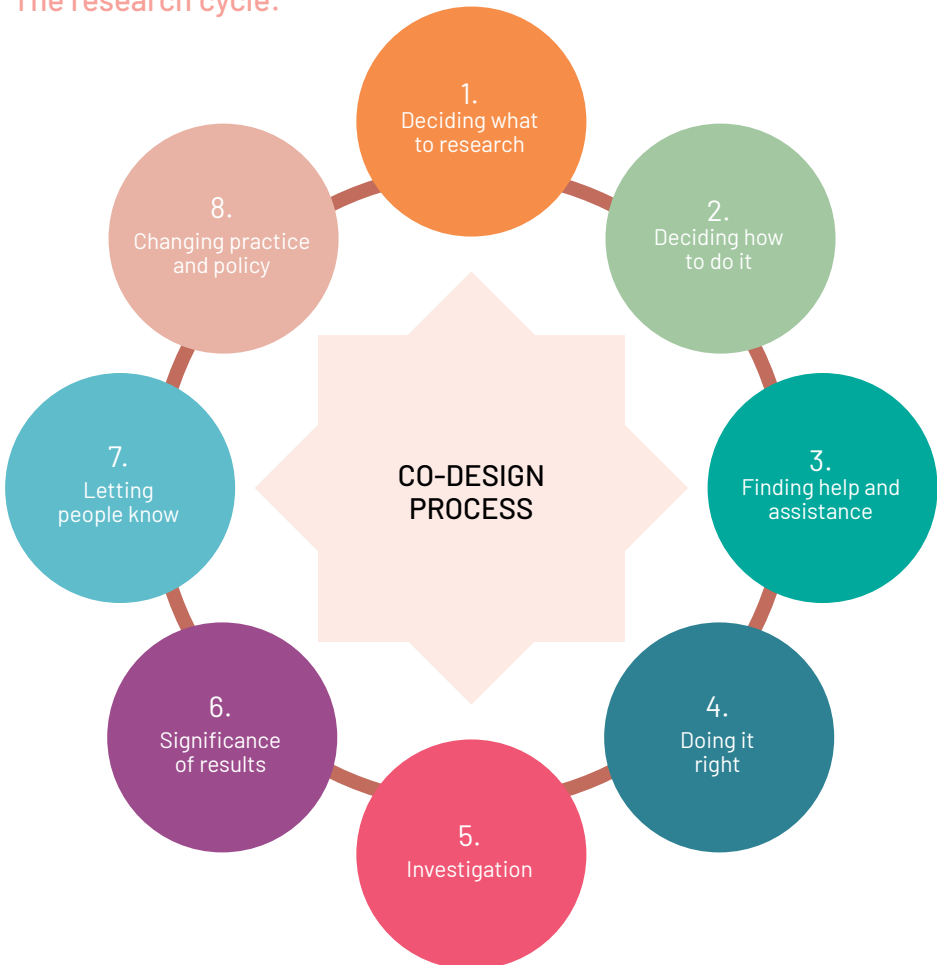 The research cycle:
1.
Deciding what
to research
2.
Deciding how
to do it
3.
Finding help and
assistance
4.
Doing it
right
5.
Investigation
6.
Significance
of results
7.
Letting
people know
8.
Changing practice
and policy
CO-DESIGN
PROCESS